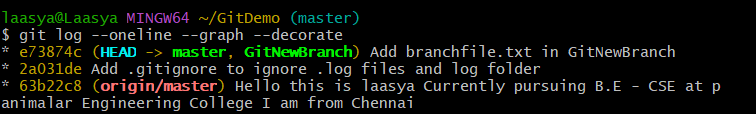 laasya@Laasya MINGW64 ~/GitDemo (master)
$ git log --oneline --graph --decorate
* e73874c (HEAD -> master, GitNewBranch) Add branchfile.txt in GitNewBranch
* 2a031de Add .gitignore to ignore .log files and log folder
* 63b22c8 (origin/master) Hello this is laasya Currently pursuing B.E - CSE at p
animalar Engineering College I am from Chennai